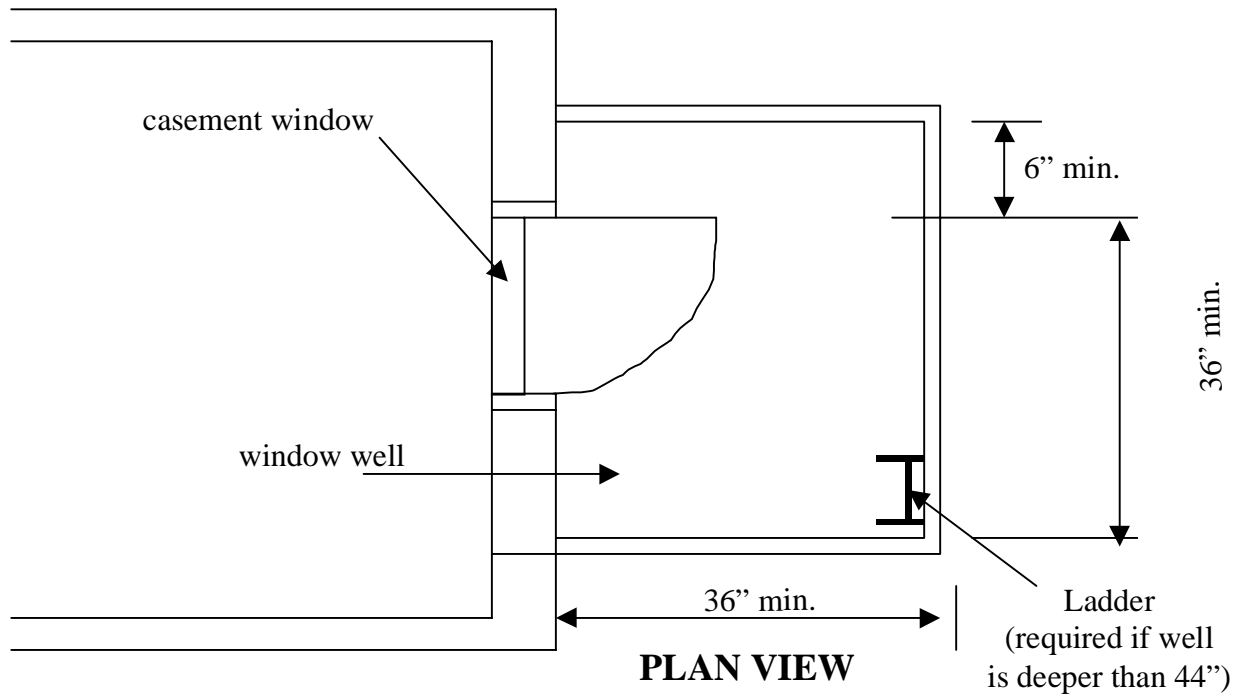 casement window
6” min.
36” min.
window well
36” min.
Ladder
(required if well
is deeper than 44”)
PLAN VIEW